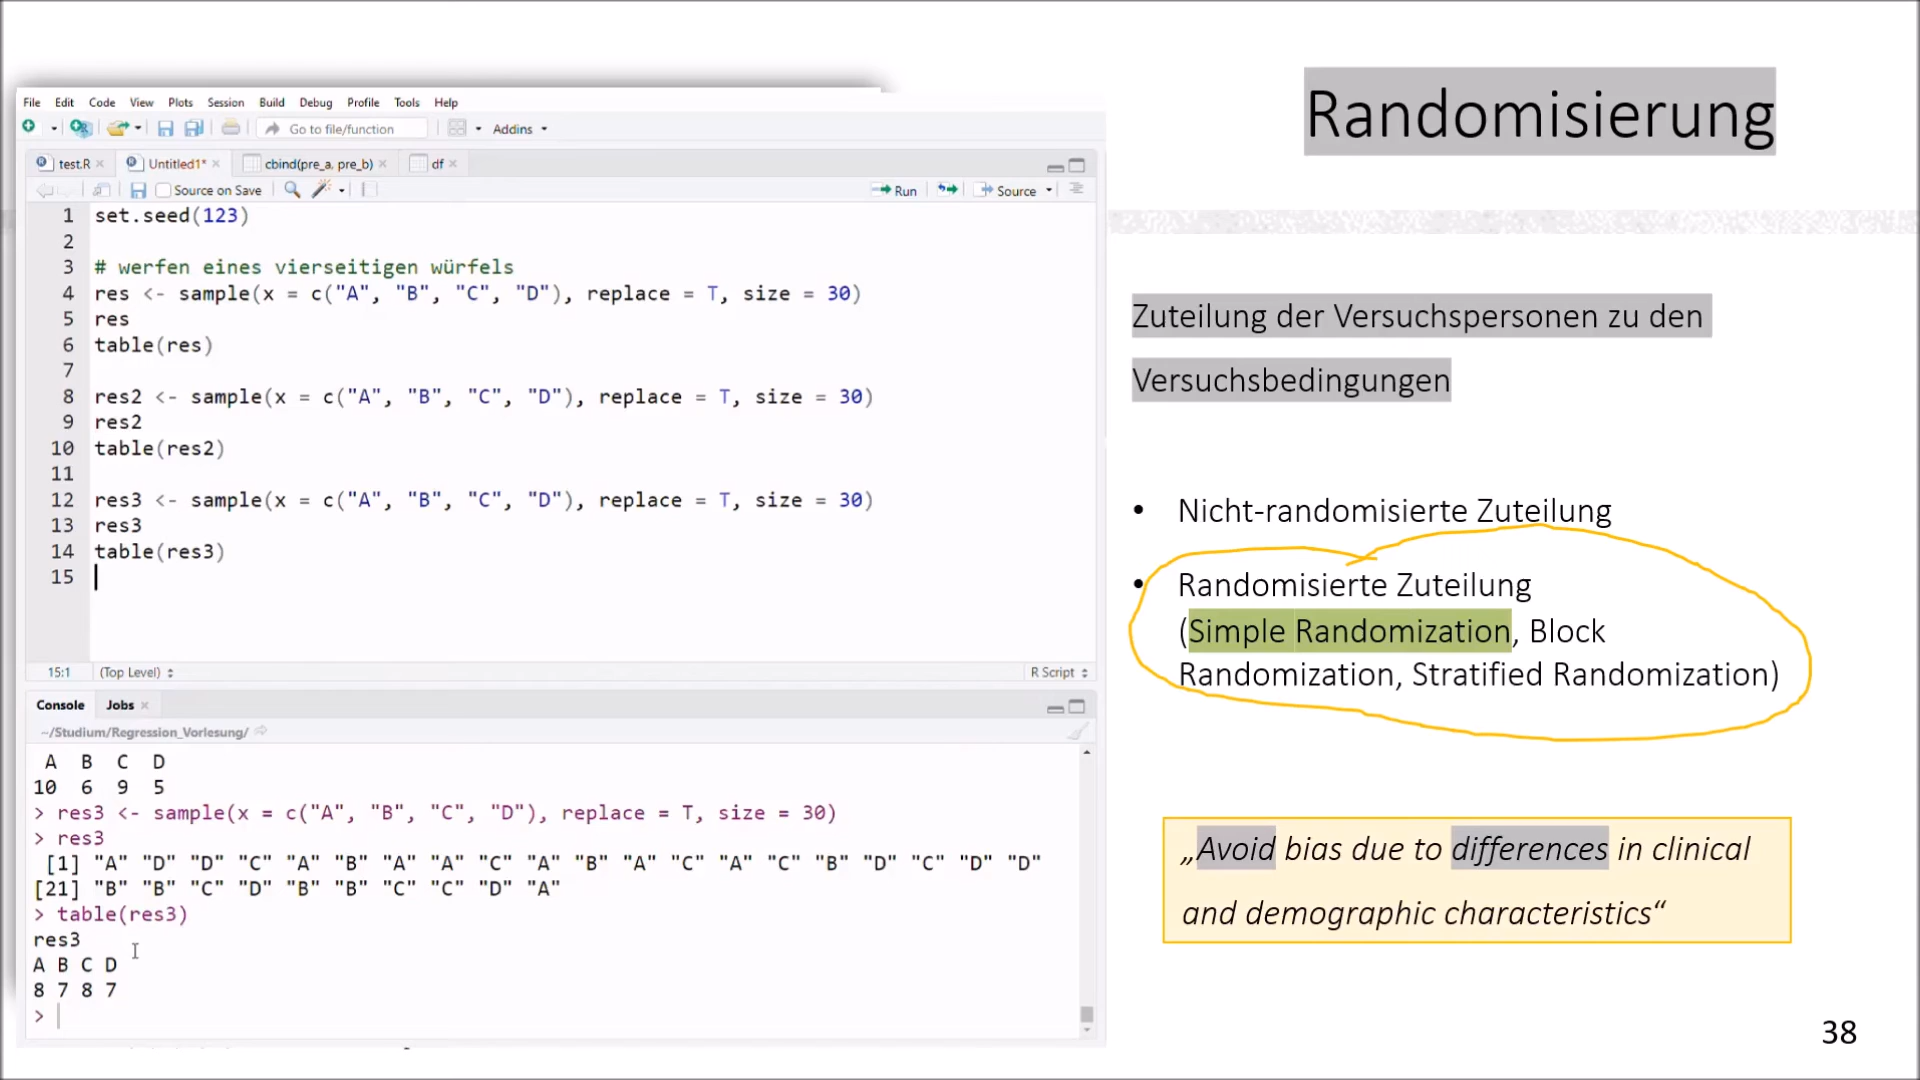 File Edit Code View Plots Session Build Debug Profile Tools Help
Go to file/function Addins
test.R Untitled1* cbind(pre_a, pre_b) df
Source on Save Run Source
1 set.seed(123)
2
3 # werfen eines vierseitigen würfels
4 res <- sample(x = c("A", "B", "C", "D"), replace = T, size = 30)
5 res
6 table(res)
7
8 res2 <- sample(x = c("A", "B", "C", "D"), replace = T, size = 30)
9 res2
10 table(res2)
11
12 res3 <- sample(x = c("A", "B", "C", "D"), replace = T, size = 30)
13 res3
14 table(res3)
15
15:1 (Top Level) R Script
Console Jobs
~/Studium/Regression_Vorlesung/
A B C D
10 6 9 5
> res3 <- sample(x = c("A", "B", "C", "D"), replace = T, size = 30)
> res3
[1] "A" "D" "D" "C" "A" "B" "A" "A" "C" "A" "B" "A" "C" "A" "C" "B" "D" "C" "D" "D"
[21] "B" "B" "C" "D" "B" "B" "C" "C" "D" "A"
> table(res3)
res3
A B C D
8 7 8 7
>
Randomisierung
Zuteilung der Versuchspersonen zu den
Versuchsbedingungen
• Nicht-randomisierte Zuteilung
• Randomisierte Zuteilung
(Simple Randomization, Block
Randomization, Stratified Randomization)
„Avoid bias due to differences in clinical
and demographic characteristics“
38